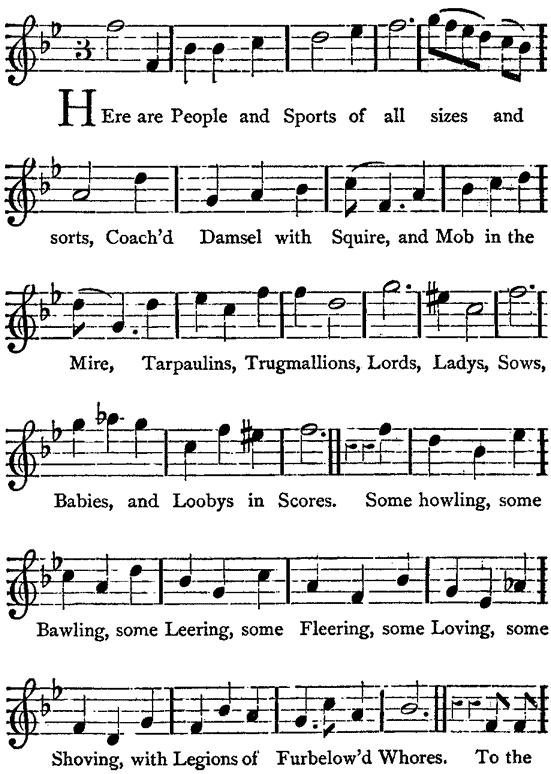 3
HEre are People and Sports of all sizes and
sorts, Coach'd Damsel with Squire, and Mob in the
Mire, Tarpaulins, Trugmallions, Lords, Ladys, Sows,
Babies, and Loobys in Scores. Some howling, some
Bawling, some Leering, some Fleering, some Loving, some
Shoving, with Legions of Furbelow'd Whores. To the